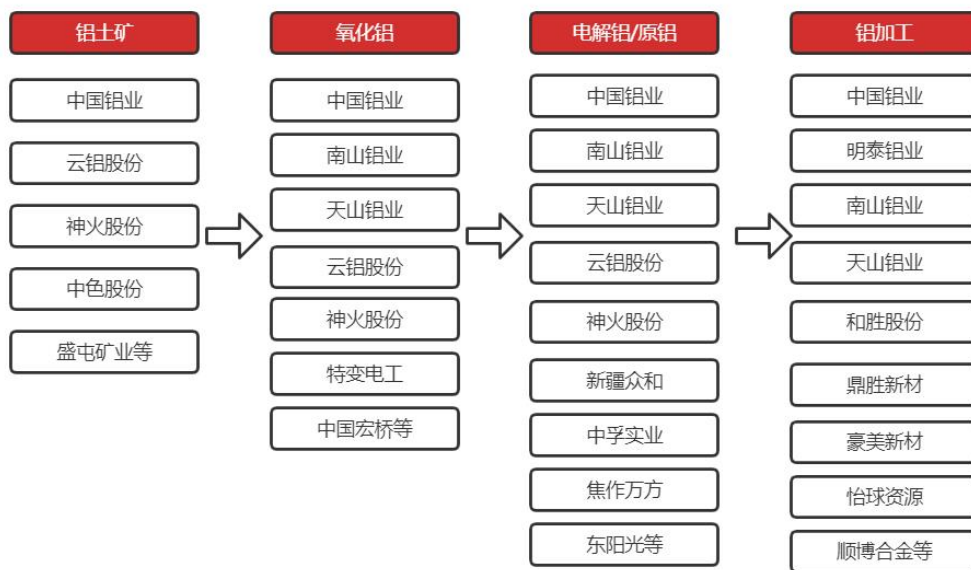 铝土矿
中国铝业
云铝股份
神火股份
中色股份
盛屯矿业等
氧化铝
中国铝业
南山铝业
天山铝业
云铝股份
神火股份
特变电工
中国宏桥等
电解铝/原铝
中国铝业
南山铝业
天山铝业
云铝股份
神火股份
新疆众和
中孚实业
焦作万方
东阳光等
铝加工
中国铝业
明泰铝业
南山铝业
天山铝业
和胜股份
鼎胜新材
豪美新材
怡球资源
顺博合金等